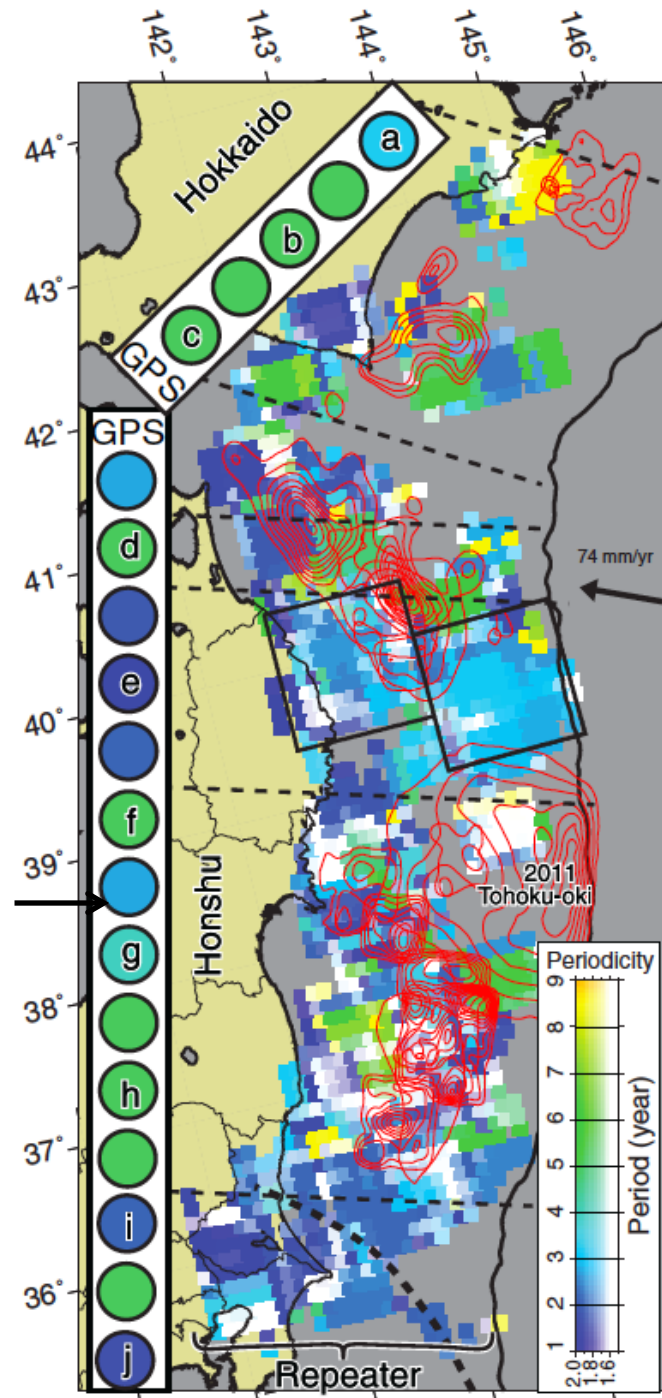 142°
143°
144°
145°
146°
44°
43°
42°
41°
40°
39°
38°
37°
36°
Hokkaido
a
b
c
GPS
GPS
d
e
f
g
h
i
j
Honshu
74 mm/yr
2011
Tohoku-oki
Repeater
Periodicity
9
8
7
6
5
4
3
2
1
Period (year)
2.0
1.8
1.6